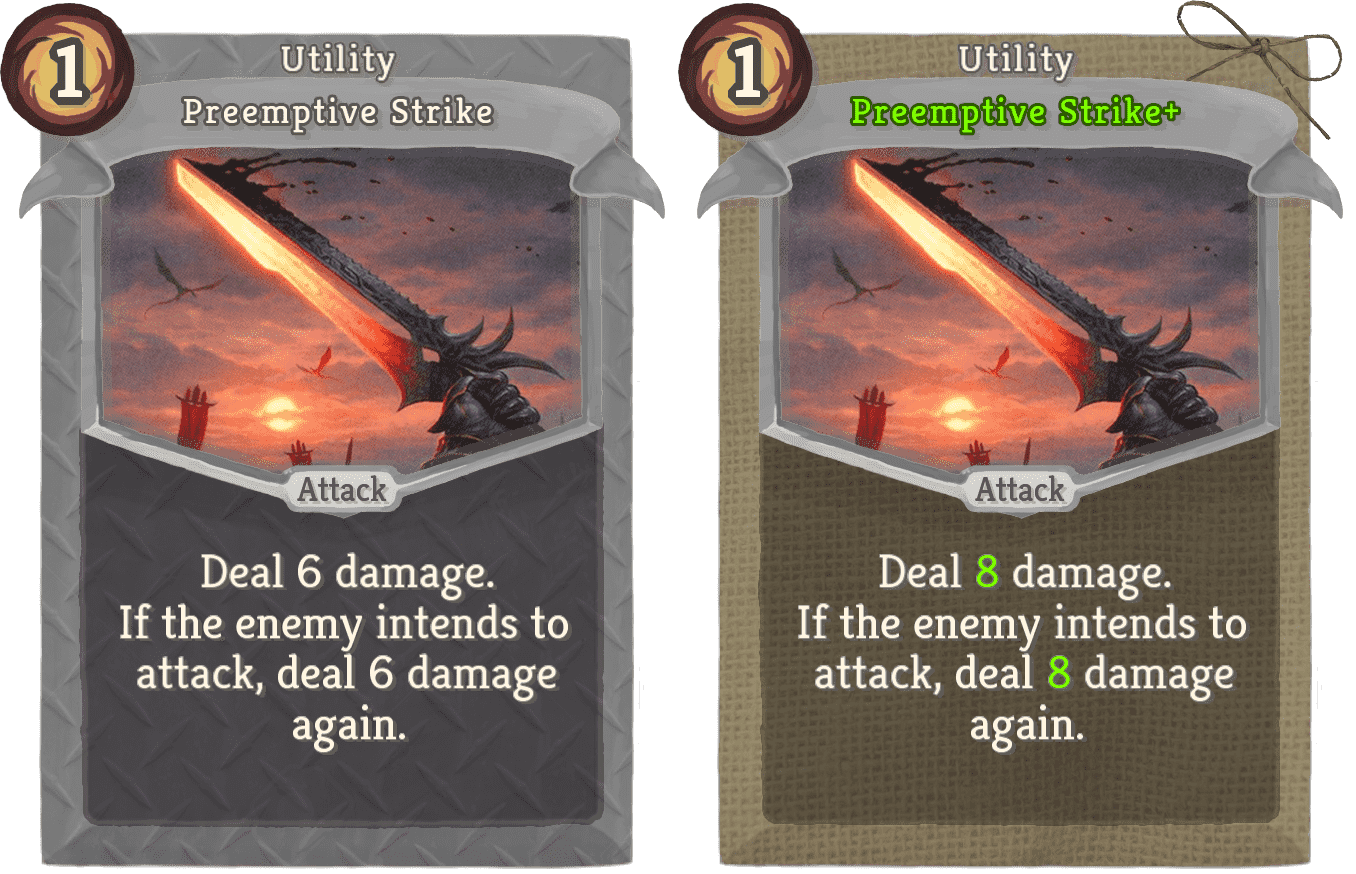 1
Utility
Preemptive Strike
Attack
Deal 6 damage.
If the enemy intends to
attack, deal 6 damage
again.
1
Utility
Preemptive Strike+
Attack
Deal 8 damage.
If the enemy intends to
attack, deal 8 damage
again.